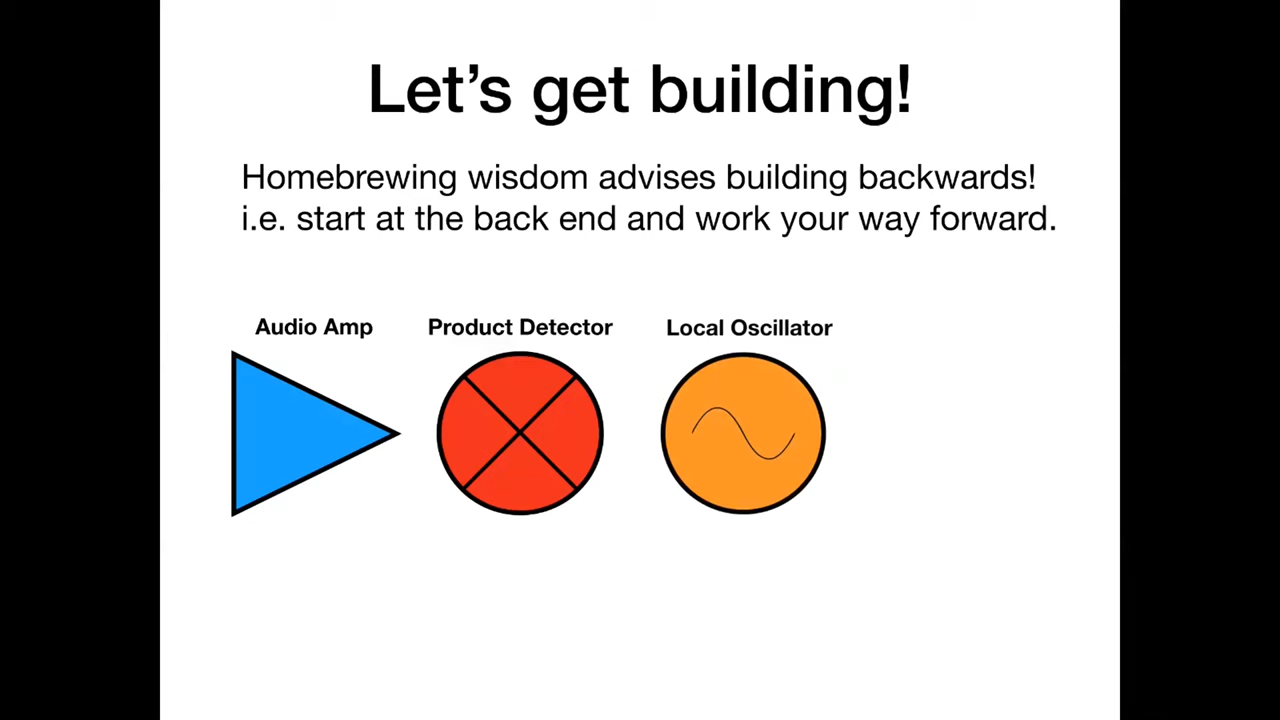 Let's get building!
Homebrewing wisdom advises building backwards!
i.e. start at the back end and work your way forward.
Audio Amp
Product Detector
Local Oscillator